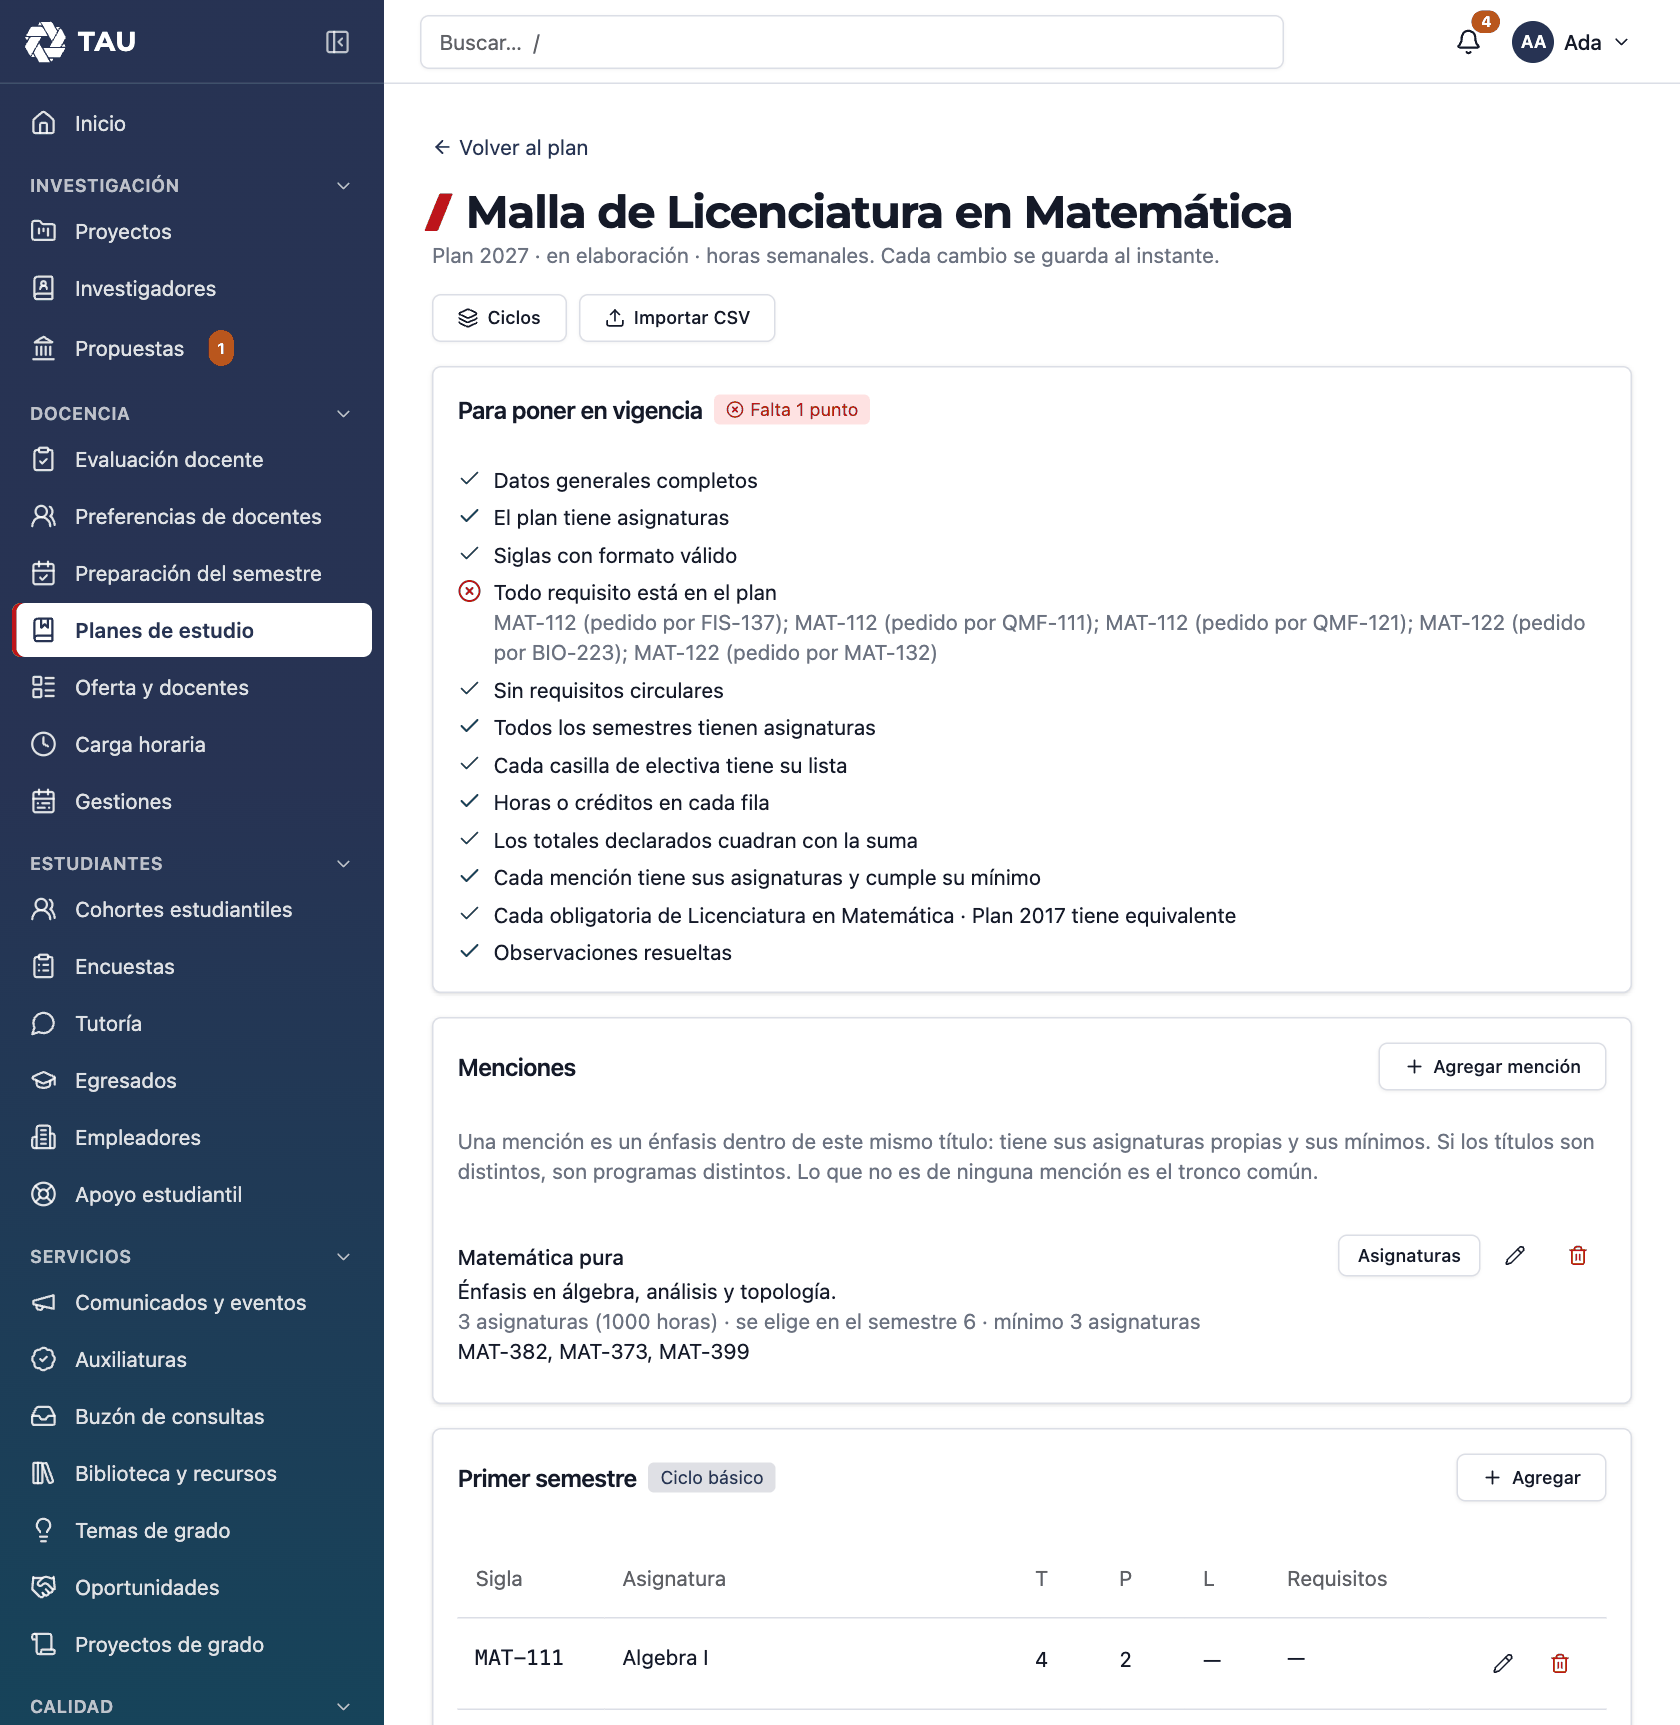 TAU
Buscar... /
4
AA
Ada
Inicio
INVESTIGACIÓN
Proyectos
Investigadores
Propuestas
1
DOCENCIA
Evaluación docente
Preferencias de docentes
Preparación del semestre
Planes de estudio
Oferta y docentes
Carga horaria
Gestiones
ESTUDIANTES
Cohortes estudiantiles
Encuestas
Tutoría
Egresados
Empleadores
Apoyo estudiantil
SERVICIOS
Comunicados y eventos
Auxiliaturas
Buzón de consultas
Biblioteca y recursos
Temas de grado
Oportunidades
Proyectos de grado
CALIDAD
Volver al plan
Malla de Licenciatura en Matemática
Plan 2027 · en elaboración · horas semanales. Cada cambio se guarda al instante.
Ciclos
Importar CSV
Para poner en vigencia
Falta 1 punto
Datos generales completos
El plan tiene asignaturas
Siglas con formato válido
Todo requisito está en el plan
MAT-112 (pedido por FIS-137); MAT-112 (pedido por QMF-111); MAT-112 (pedido por QMF-121); MAT-122 (pedido
por BIO-223); MAT-122 (pedido por MAT-132)
Sin requisitos circulares
Todos los semestres tienen asignaturas
Cada casilla de electiva tiene su lista
Horas o créditos en cada fila
Los totales declarados cuadran con la suma
Cada mención tiene sus asignaturas y cumple su mínimo
Cada obligatoria de Licenciatura en Matemática · Plan 2017 tiene equivalente
Observaciones resueltas
Menciones
Agregar mención
Una mención es un énfasis dentro de este mismo título: tiene sus asignaturas propias y sus mínimos. Si los títulos son
distintos, son programas distintos. Lo que no es de ninguna mención es el tronco común.
Matemática pura
Asignaturas
Énfasis en álgebra, análisis y topología.
3 asignaturas (1000 horas) · se elige en el semestre 6 · mínimo 3 asignaturas
MAT-382, MAT-373, MAT-399
Primer semestre
Ciclo básico
Agregar
Sigla Asignatura T P L Requisitos
MAT-111 Algebra I 4 2 — —